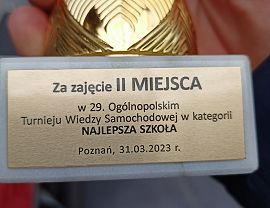 Za zajęcie II MIEJSCA
w 29. Ogólnopolskim
Turnieju Wiedzy Samochodowej w kategorii
NAJLEPSZA SZKOŁA
Poznań, 31.03.2023 r.